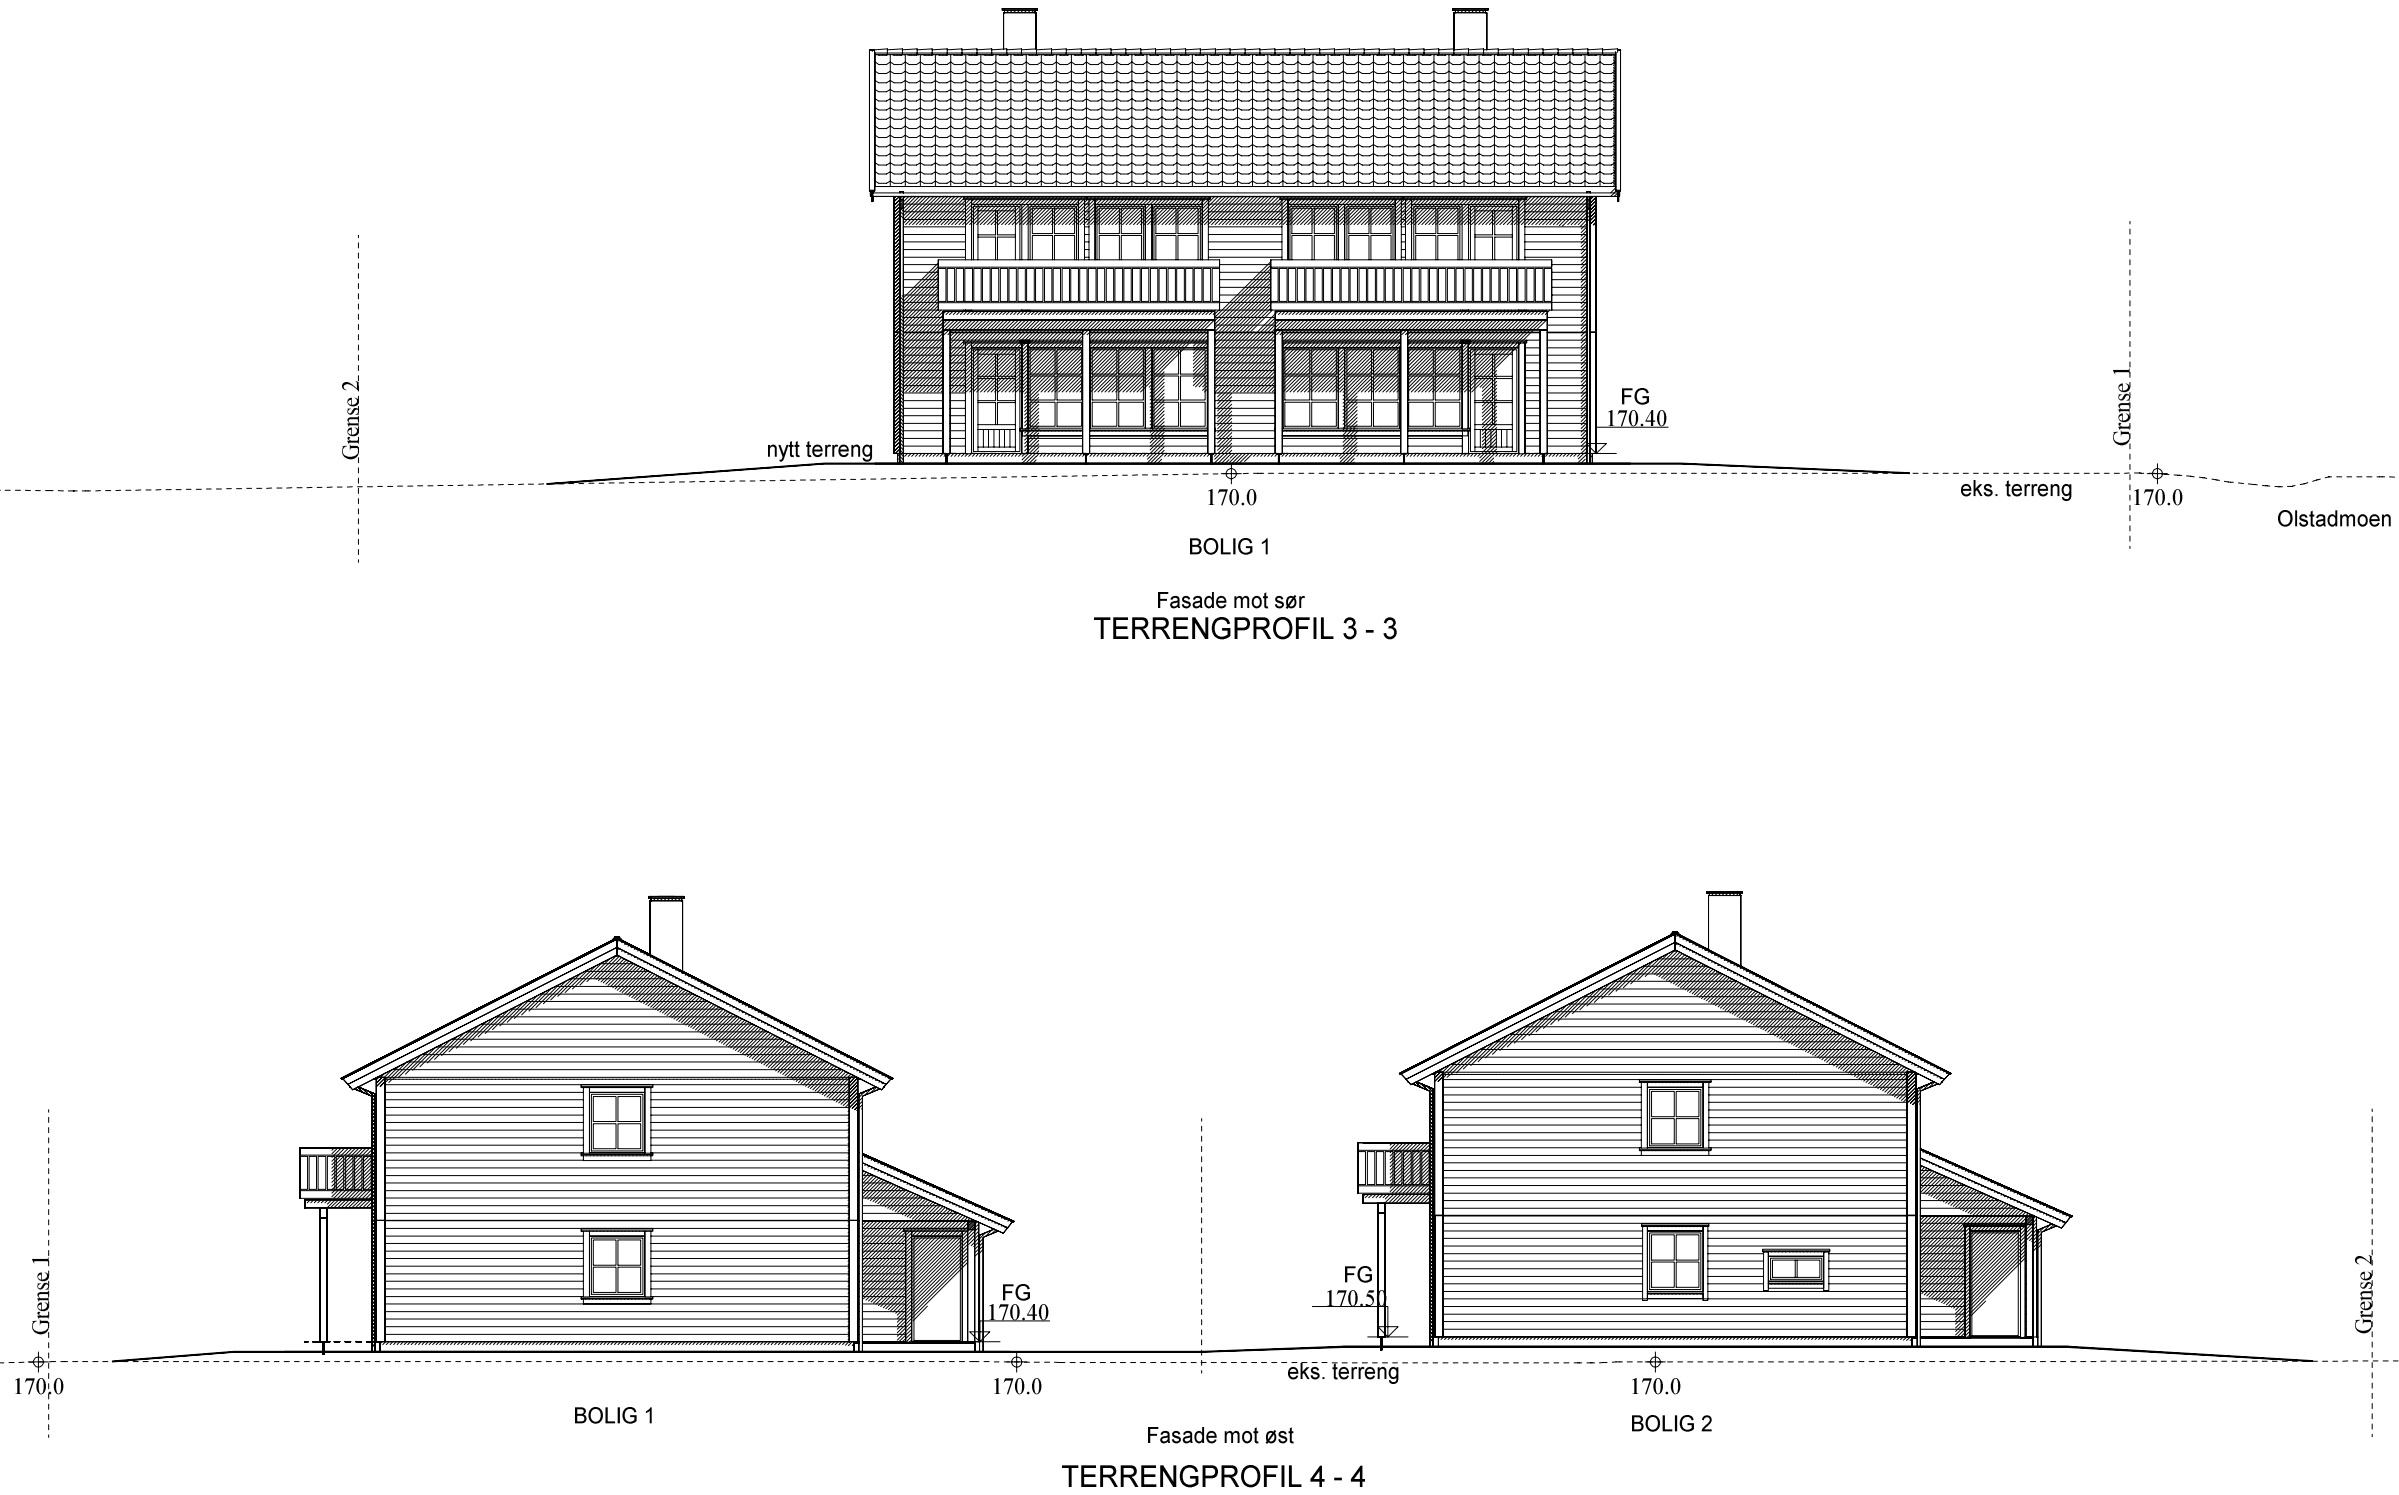 Grense 2
Grense 1
FG
170.40
nytt terreng
170.0
eks. terreng
170.0
Olstadmoen
BOLIG 1
Fasade mot sør
TERRENGPROFIL 3 - 3
Grense 1
FG
170.40
FG
170.50
Grense 2
170.0
170.0
eks. terreng
170.0
BOLIG 1
BOLIG 2
Fasade mot øst
TERRENGPROFIL 4 - 4